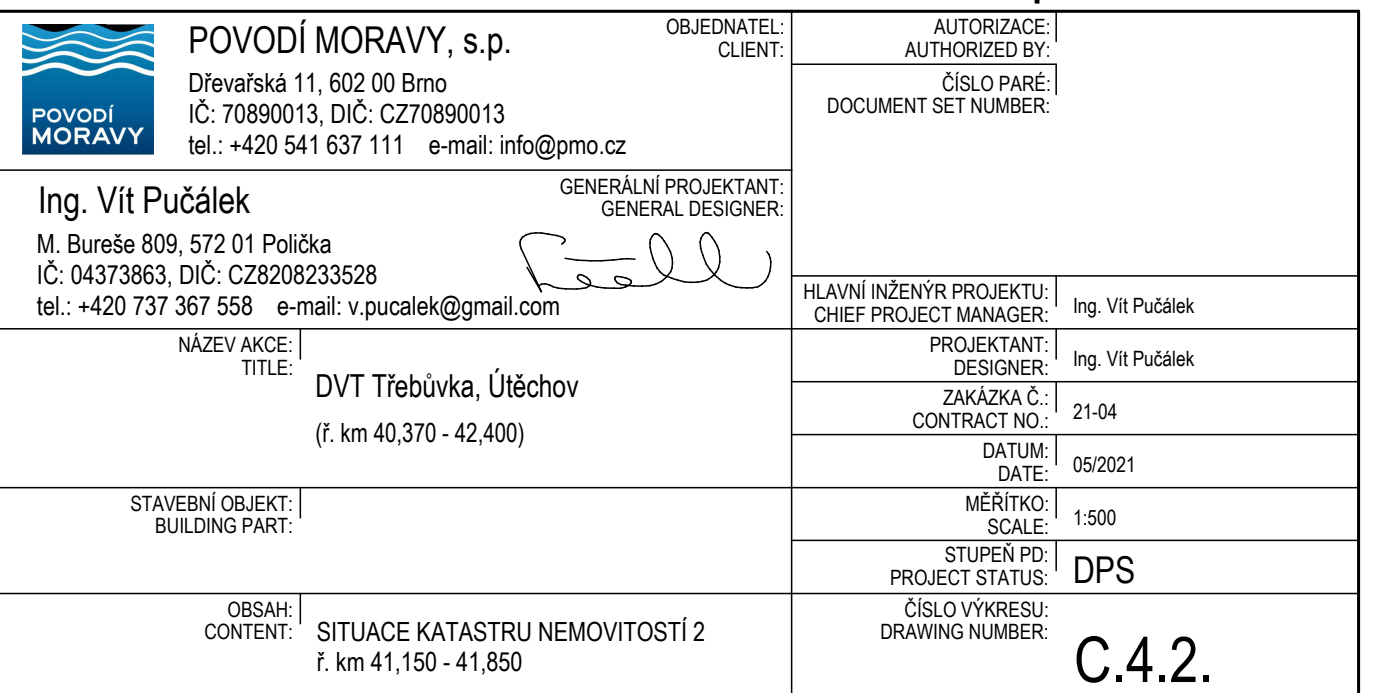 POVODÍ
MORAVY
POVODÍ MORAVY, s.p.
Dřevařská 11, 602 00 Brno
IČ: 70890013, DIČ: CZ70890013
tel.: +420 541 637 111 e-mail: info@pmo.cz
OBJEDNATEL:
CLIENT:
Ing. Vít Pučálek
M. Bureše 809, 572 01 Polička
IČ: 04373863, DIČ: CZ8208233528
tel.: +420 737 367 558 e-mail: v.pucalek@gmail.com
GENERÁLNÍ PROJEKTANT:
GENERAL DESIGNER:
NÁZEV AKCE:
TITLE:
DVT Třebůvka, Útěchov
(ř. km 40,370 - 42,400)
STAVEBNÍ OBJEKT:
BUILDING PART:
OBSAH:
CONTENT:
SITUACE KATASTRU NEMOVITOSTÍ 2
ř. km 41,150 - 41,850
AUTORIZACE:
AUTHORIZED BY:
ČÍSLO PARÉ:
DOCUMENT SET NUMBER:
HLAVNÍ INŽENÝR PROJEKTU:
CHIEF PROJECT MANAGER:
Ing. Vít Pučálek
PROJEKTANT:
DESIGNER:
Ing. Vít Pučálek
ZAKÁZKA Č.:
CONTRACT NO.:
21-04
DATUM:
DATE:
05/2021
MĚŘÍTKO:
SCALE:
1:500
STUPEŇ PD:
PROJECT STATUS:
DPS
ČÍSLO VÝKRESU:
DRAWING NUMBER:
C.4.2.